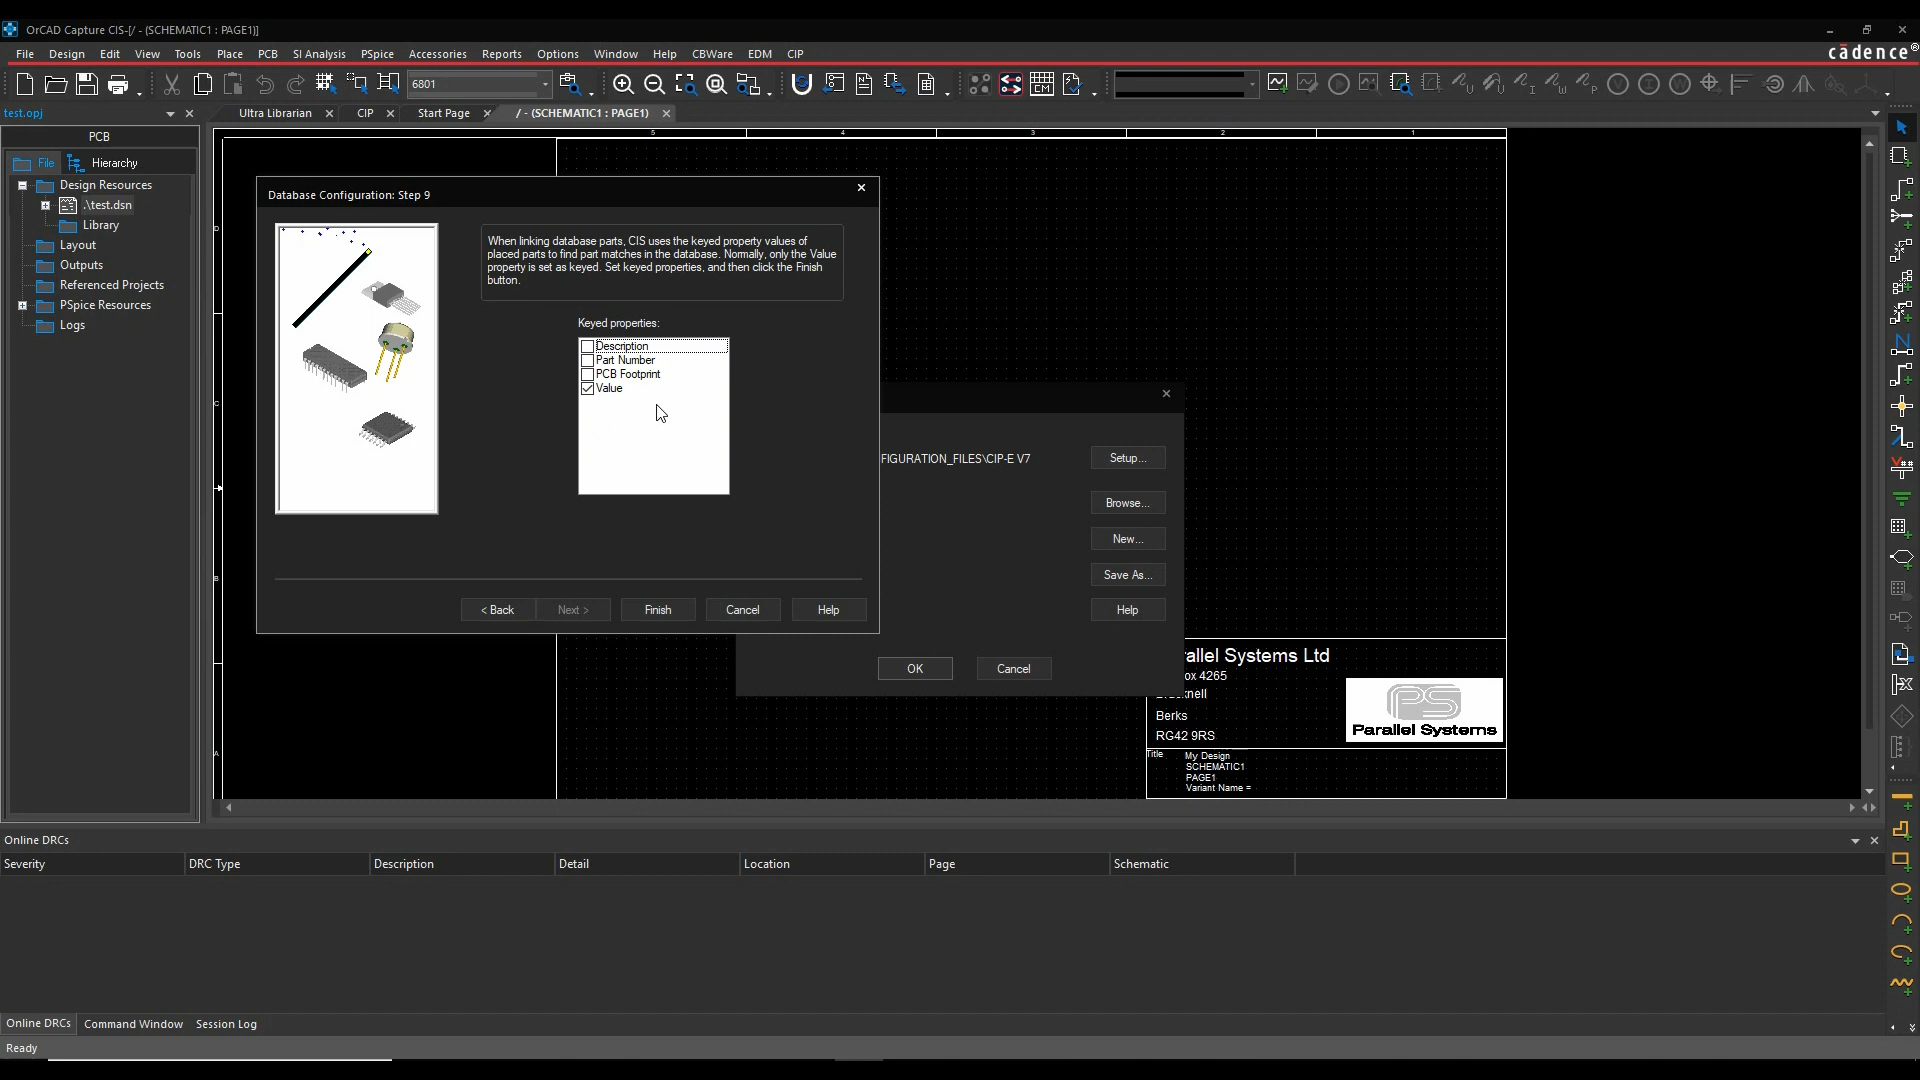 OrCAD Capture CIS-[/ - (SCHEMATIC1 : PAGE1)]
File Design Edit View Tools Place PCB SI Analysis PSpice Accessories Reports Options Window Help CBWare EDM CIP
cādence®
6801
test.opj
Ultra Librarian
CIP
Start Page
/ - (SCHEMATIC1 : PAGE1)
PCB
File
Hierarchy
Design Resources
.\test.dsn
Library
Layout
Outputs
Referenced Projects
PSpice Resources
Logs
5 4 3 2 1
D
C
B
A
Database Configuration: Step 9
When linking database parts, CIS uses the keyed property values of
placed parts to find part matches in the database. Normally, only the Value
property is set as keyed. Set keyed properties, and then click the Finish
button.
Keyed properties:
Description
Part Number
PCB Footprint
Value
< Back
Next >
Finish
Cancel
Help
FIGURATION_FILES\CIP-E V7
Setup...
Browse...
New...
Save As...
Help
OK
Cancel
allel Systems Ltd
ox 4265
Berks
RG42 9RS
PS
Parallel Systems
Title
My Design
SCHEMATIC1
PAGE1
Variant Name =
Online DRCs
Severity
DRC Type
Description
Detail
Location
Page
Schematic
Online DRCs
Command Window
Session Log
Ready